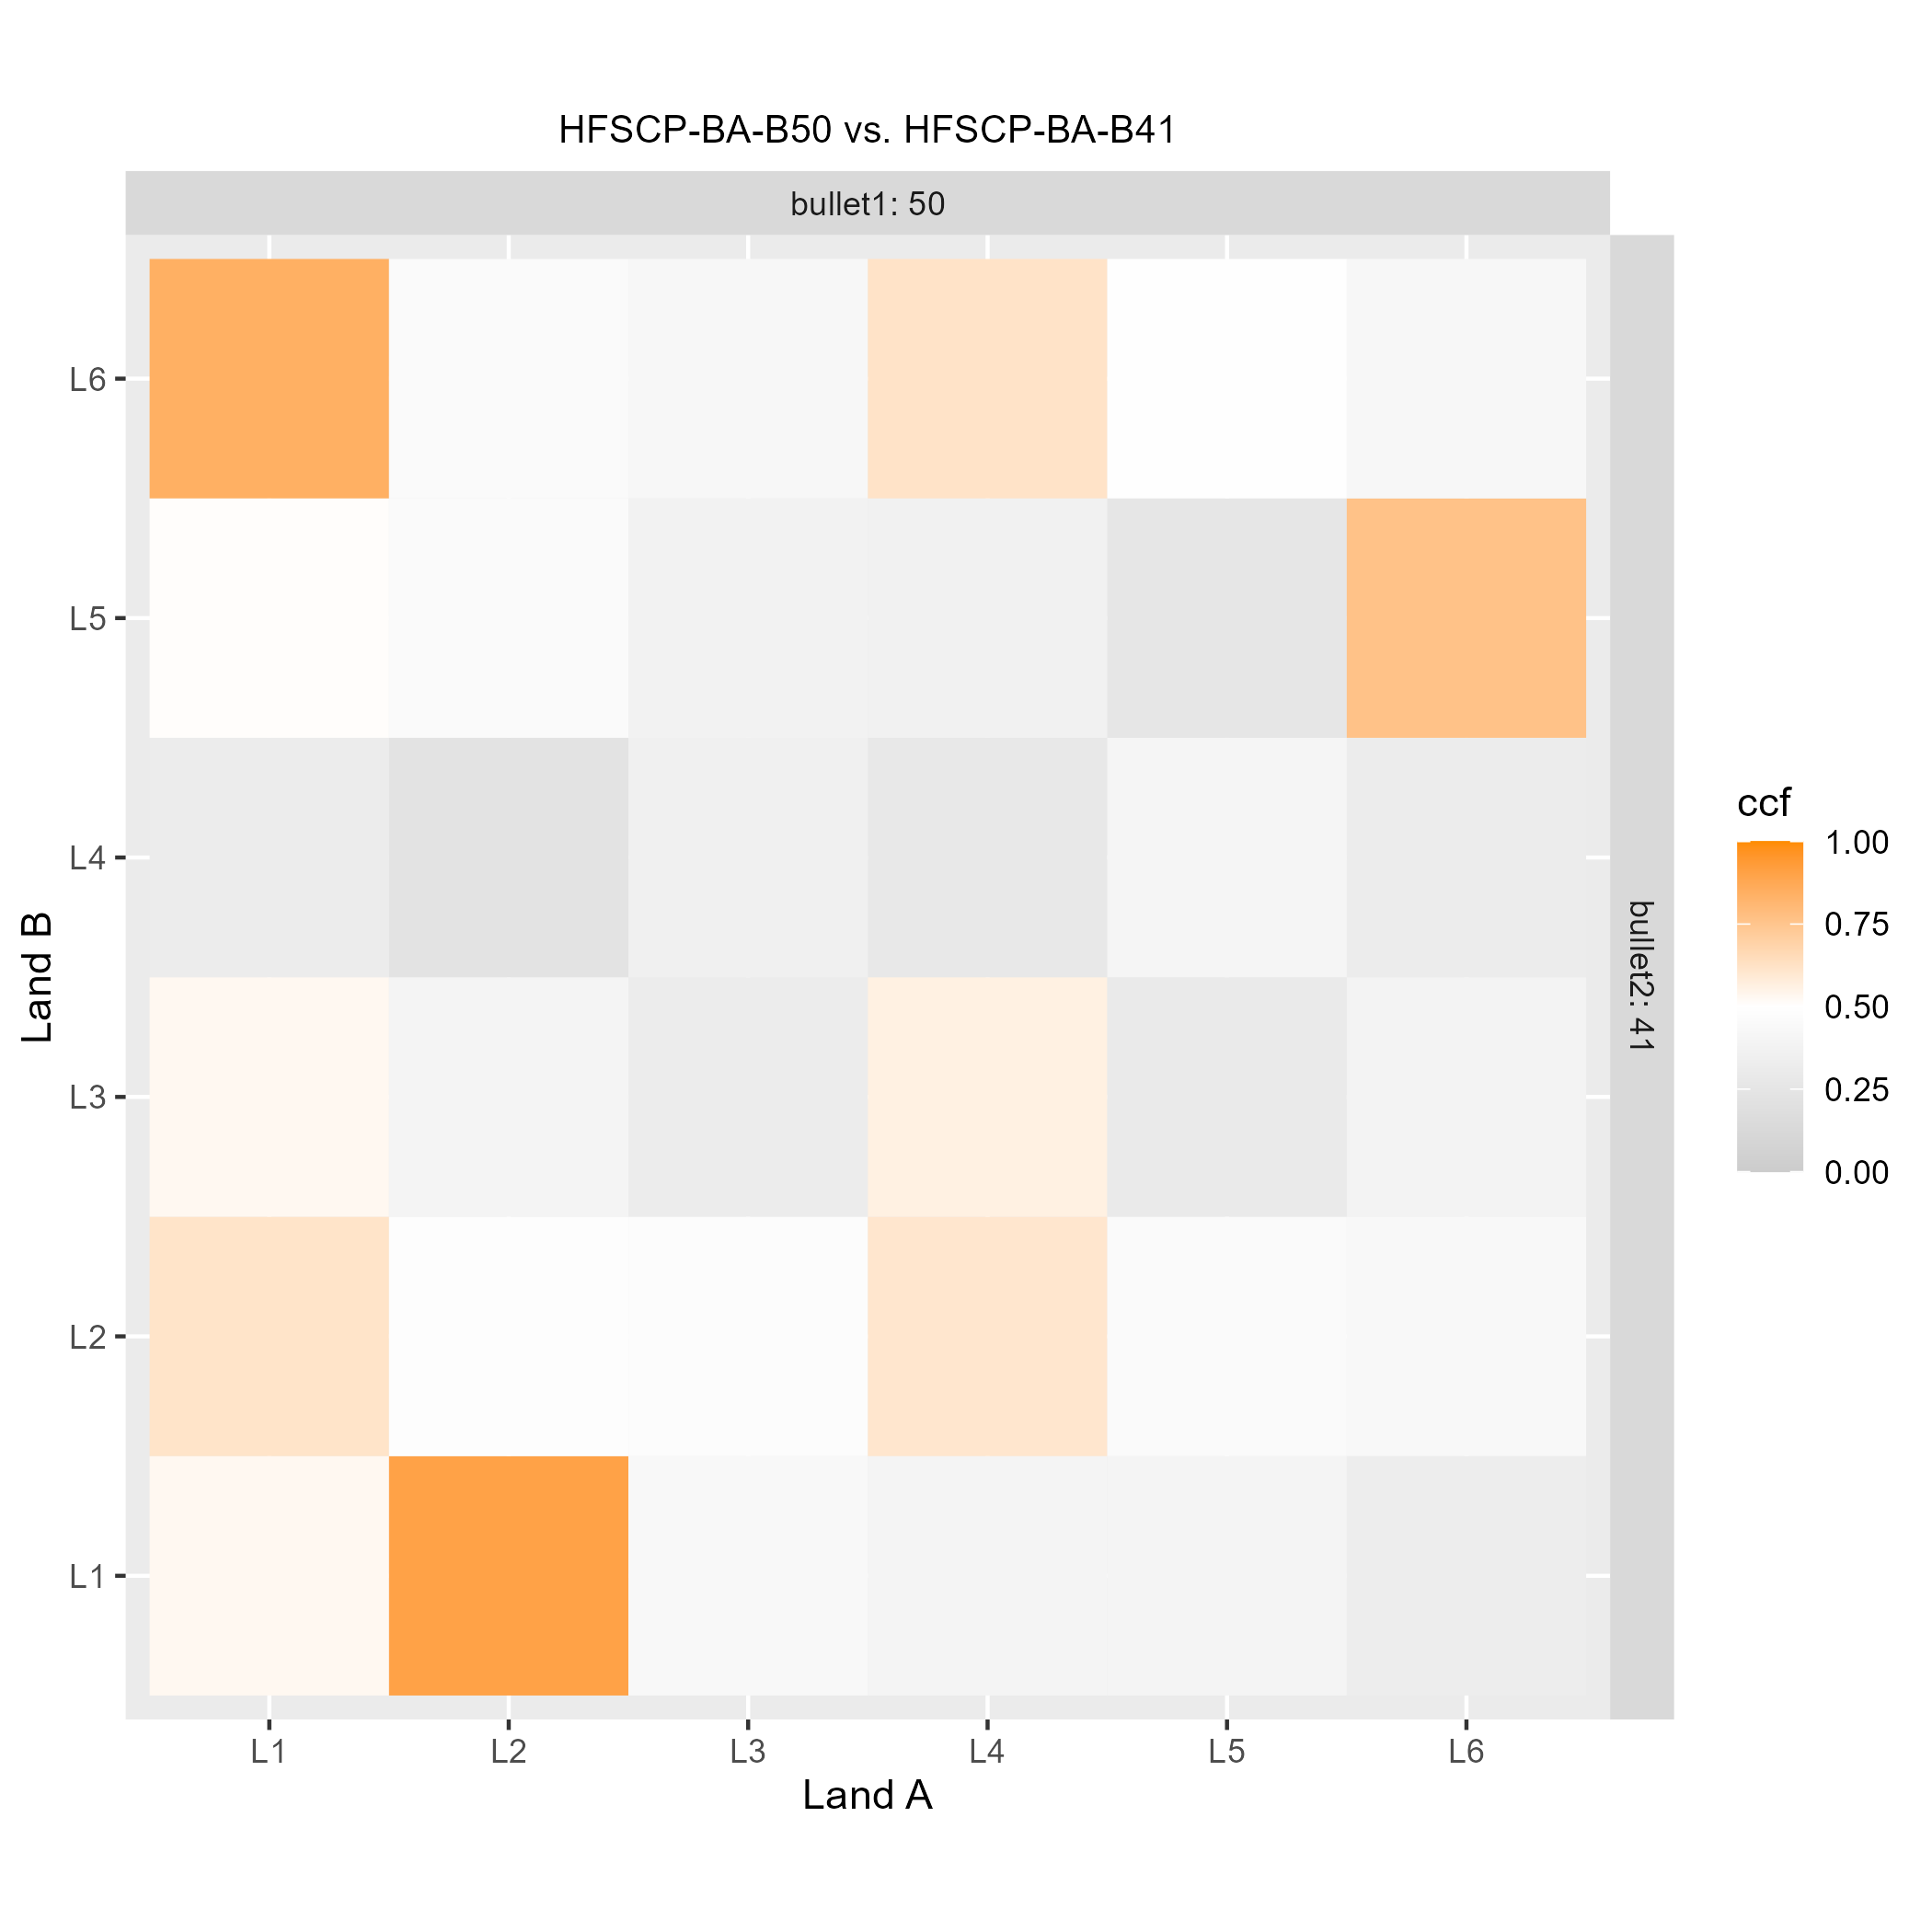 HFSCP-BA-B50 vs. HFSCP-BA-B41
bullet1: 50
bullet2: 41
Land B
L6
L5
L4
L3
L2
L1
L1 L2 L3 L4 L5 L6
Land A
ccf
1.00
0.75
0.50
0.25
0.00